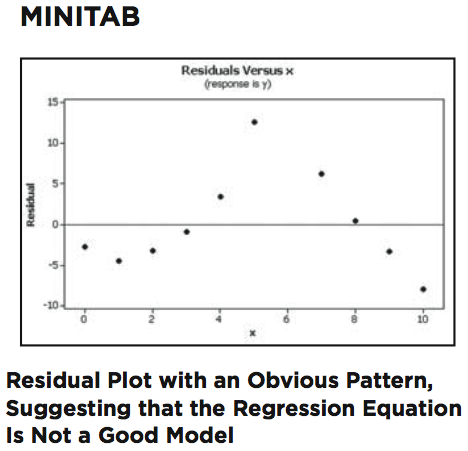 MINITAB
Residuals Versus x
(response is y)
15
10
5
0
-5
-10
Residual
0 2 4 6 8 10
x
Residual Plot with an Obvious Pattern,
Suggesting that the Regression Equation
Is Not a Good Model